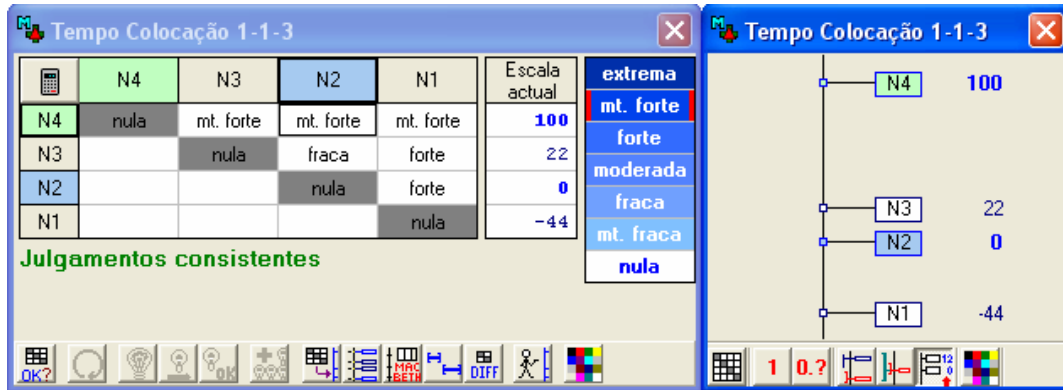 Tempo Colocação 1-1-3
N4 N3 N2 N1 Escala actual
N4 nula mt. forte mt. forte mt. forte 100
N3 nula fraca forte 22
N2 nula forte 0
N1 nula -44
Julgamentos consistentes
extrema
mt. forte
forte
moderada
fraca
mt. fraca
nula
OK? OK MAC BETH DIFF
Tempo Colocação 1-1-3
N4 100
N3 22
N2 0
N1 -44
1 0.? 12 0